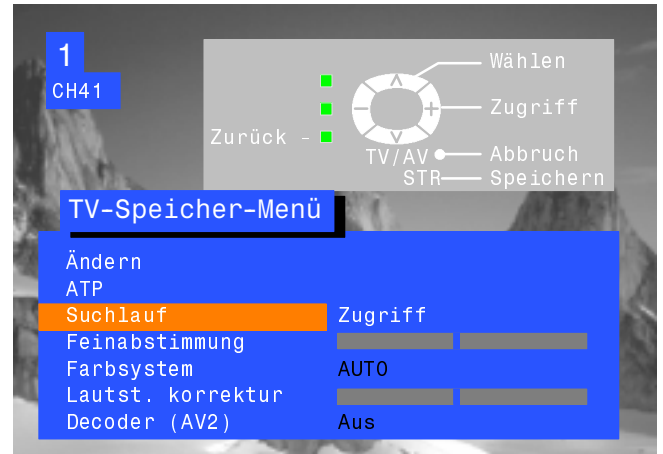 1
CH41
Wählen
- +
Zugriff
Zurück -
TV/AV
Abbruch
STR
Speichern
TV-Speicher-Menü
Ändern
ATP
Suchlauf Zugriff
Feinabstimmung
Farbsystem AUTO
Lautst. korrektur
Decoder (AV2) Aus